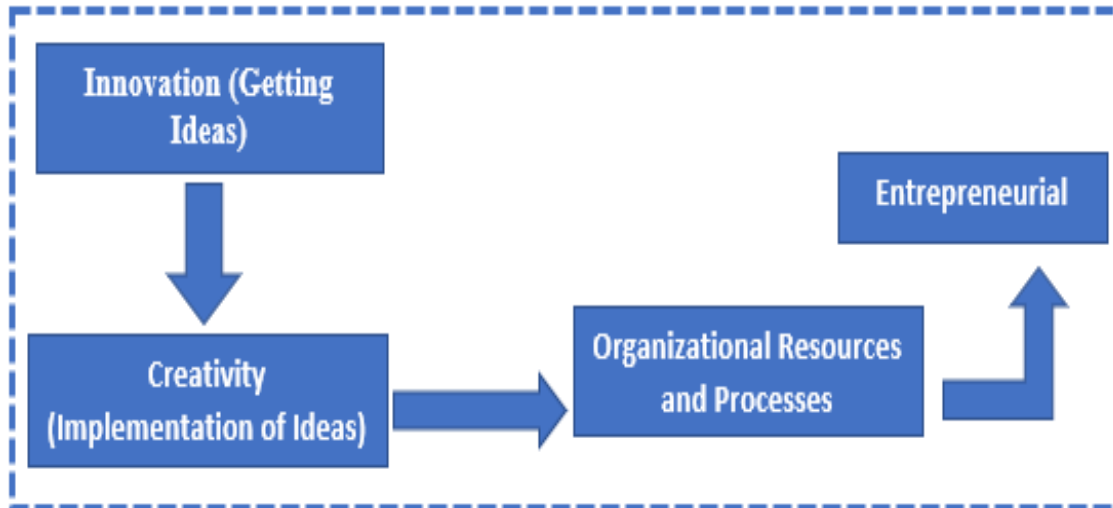 Innovation (Getting
Ideas)
Entrepreneurial
Creativity
(Implementation of Ideas)
Organizational Resources
and Processes